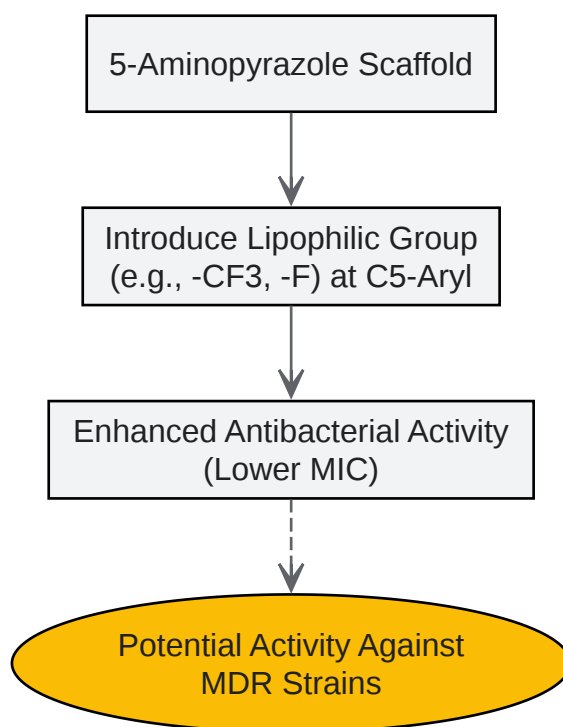 5-Aminopyrazole Scaffold
Introduce Lipophilic Group
(e.g., -CF3, -F) at C5-Aryl
Enhanced Antibacterial Activity
(Lower MIC)
Potential Activity Against
MDR Strains